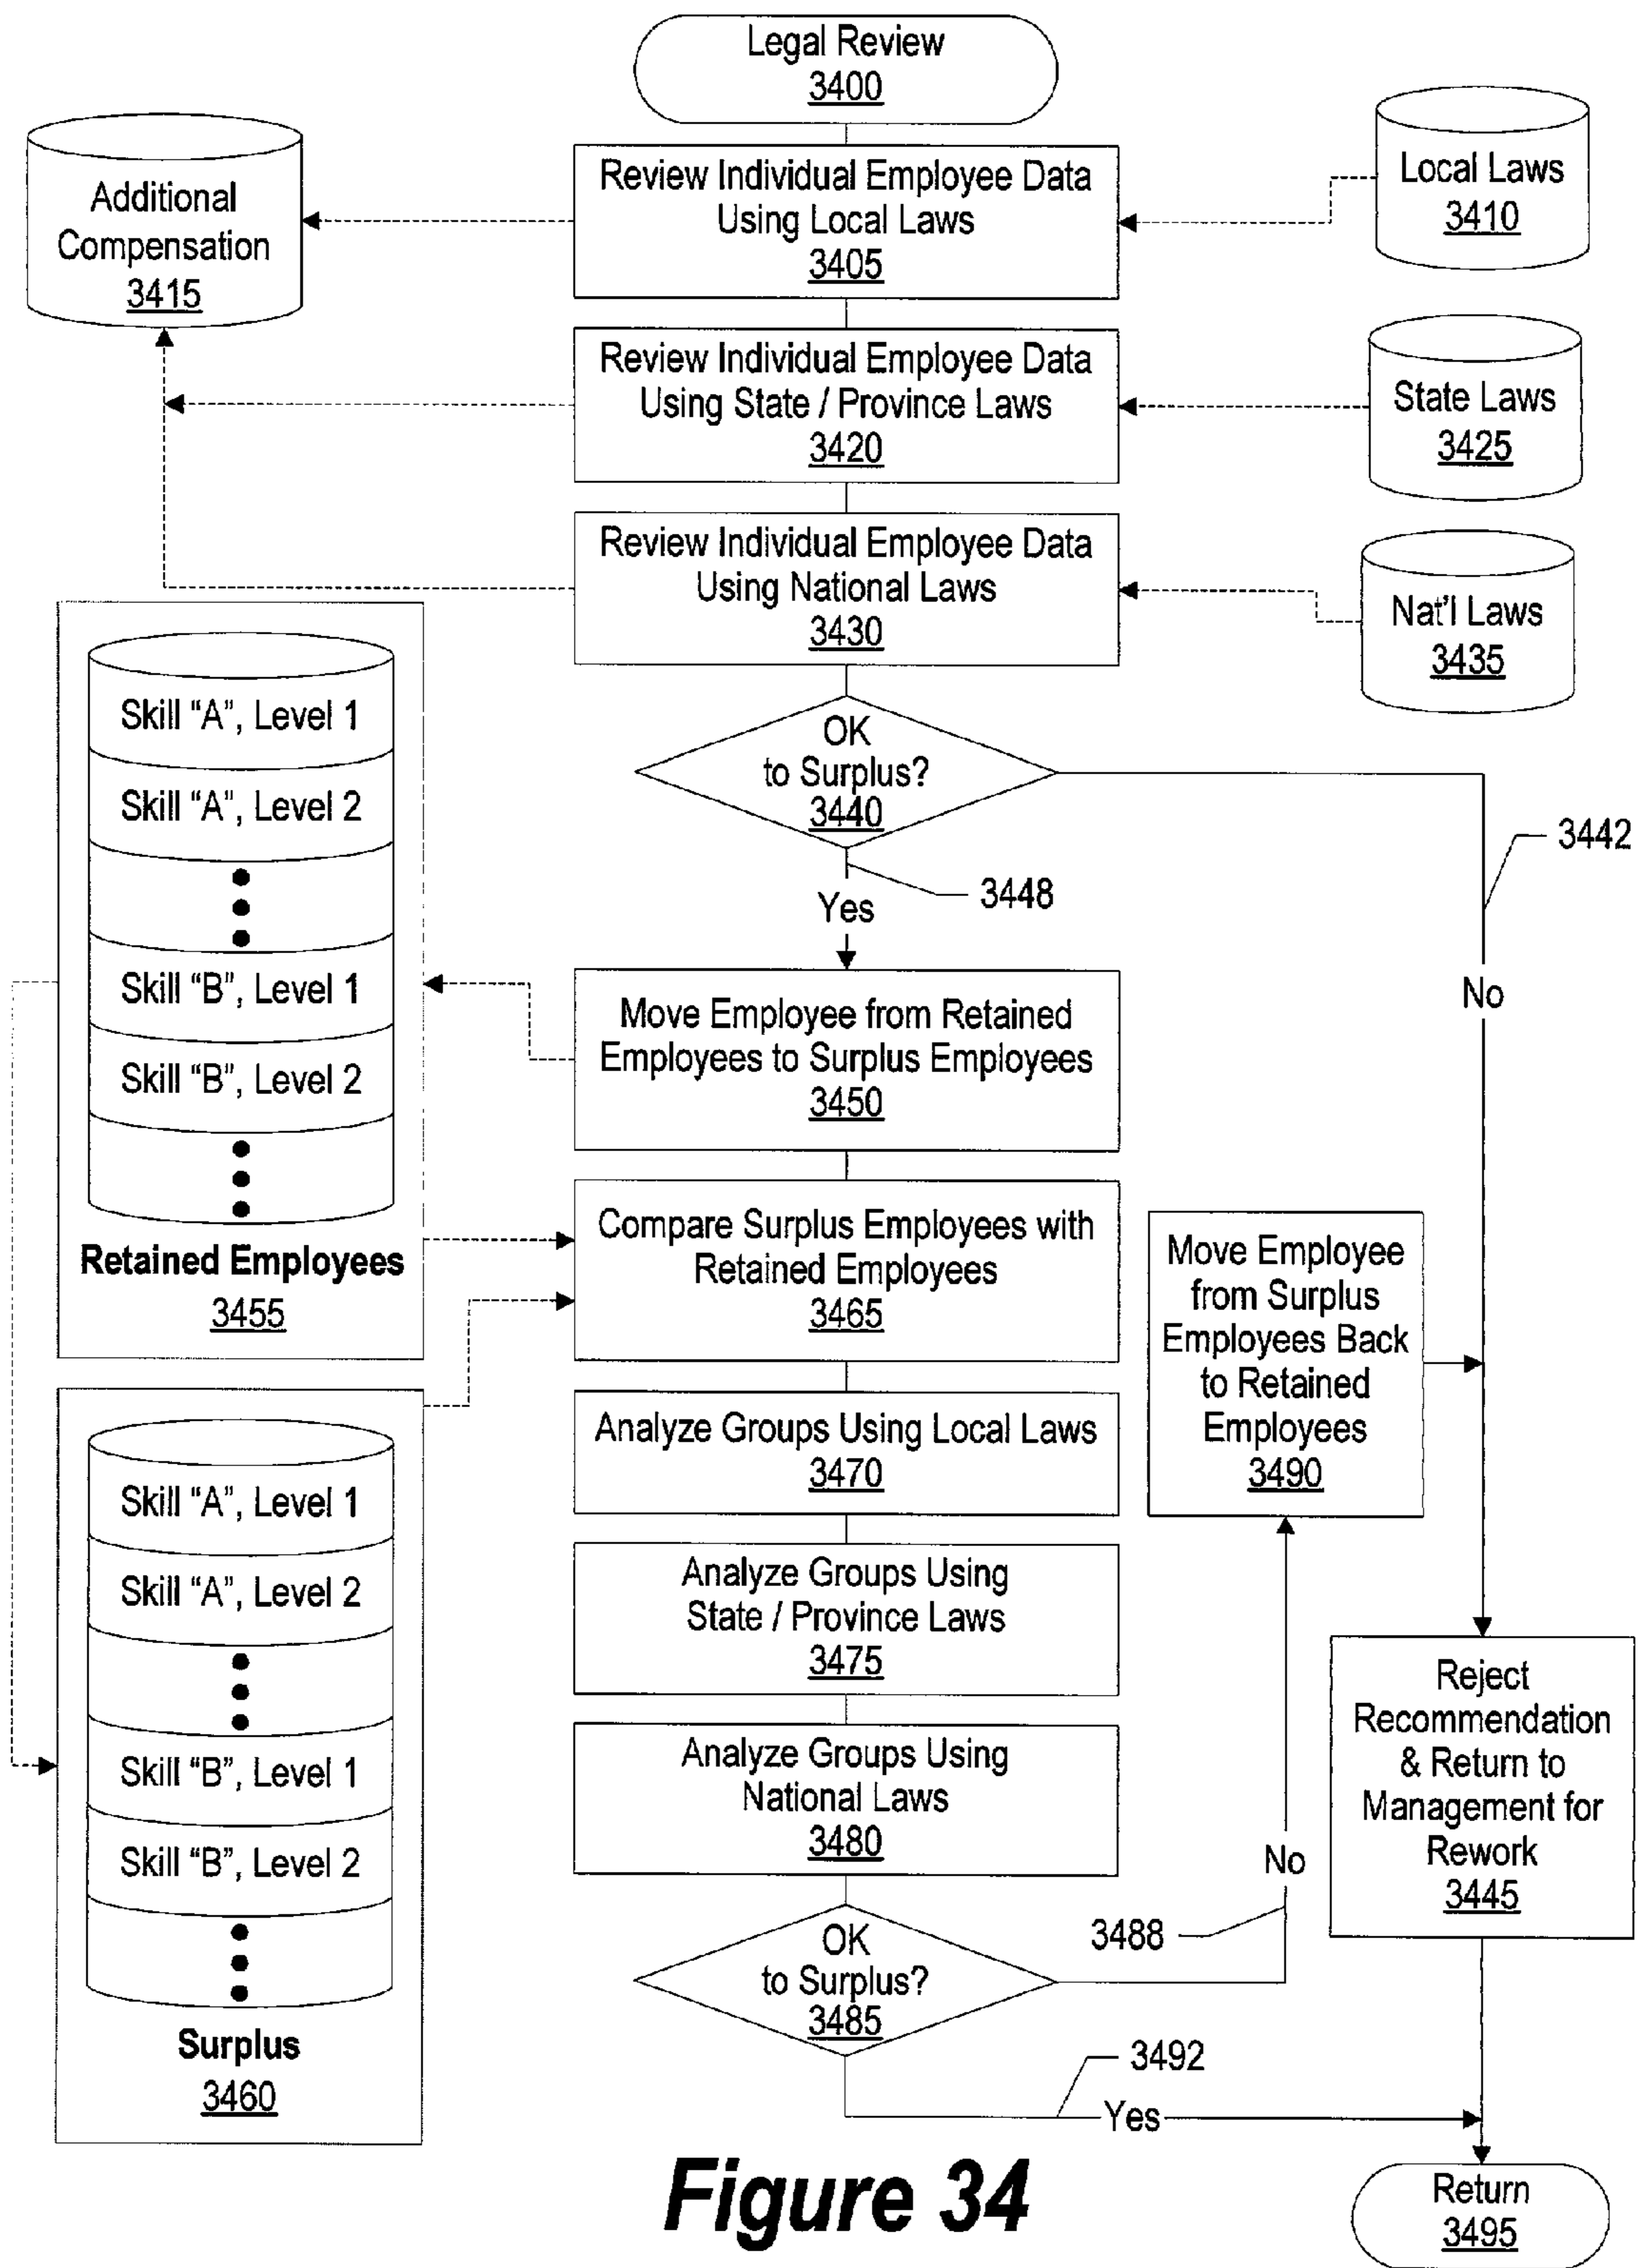 Legal Review
3400
Additional
Compensation
3415
Review Individual Employee Data
Using Local Laws
3405
Local Laws
3410
Review Individual Employee Data
Using State / Province Laws
3420
State Laws
3425
Review Individual Employee Data
Using National Laws
3430
Nat'l Laws
3435
OK
to Surplus?
3440
3442
3448
Yes
No
Skill "A", Level 1
Skill "A", Level 2
Skill "B", Level 1
Skill "B", Level 2
Retained Employees
3455
Move Employee from Retained
Employees to Surplus Employees
3450
Compare Surplus Employees with
Retained Employees
3465
Move Employee
from Surplus
Employees Back
to Retained
Employees
3490
Analyze Groups Using Local Laws
3470
Analyze Groups Using
State / Province Laws
3475
Analyze Groups Using
National Laws
3480
Skill "A", Level 1
Skill "A", Level 2
Skill "B", Level 1
Skill "B", Level 2
Surplus
3460
Reject
Recommendation
& Return to
Management for
Rework
3445
No
3488
OK
to Surplus?
3485
3492
Yes
Return
3495
Figure 34